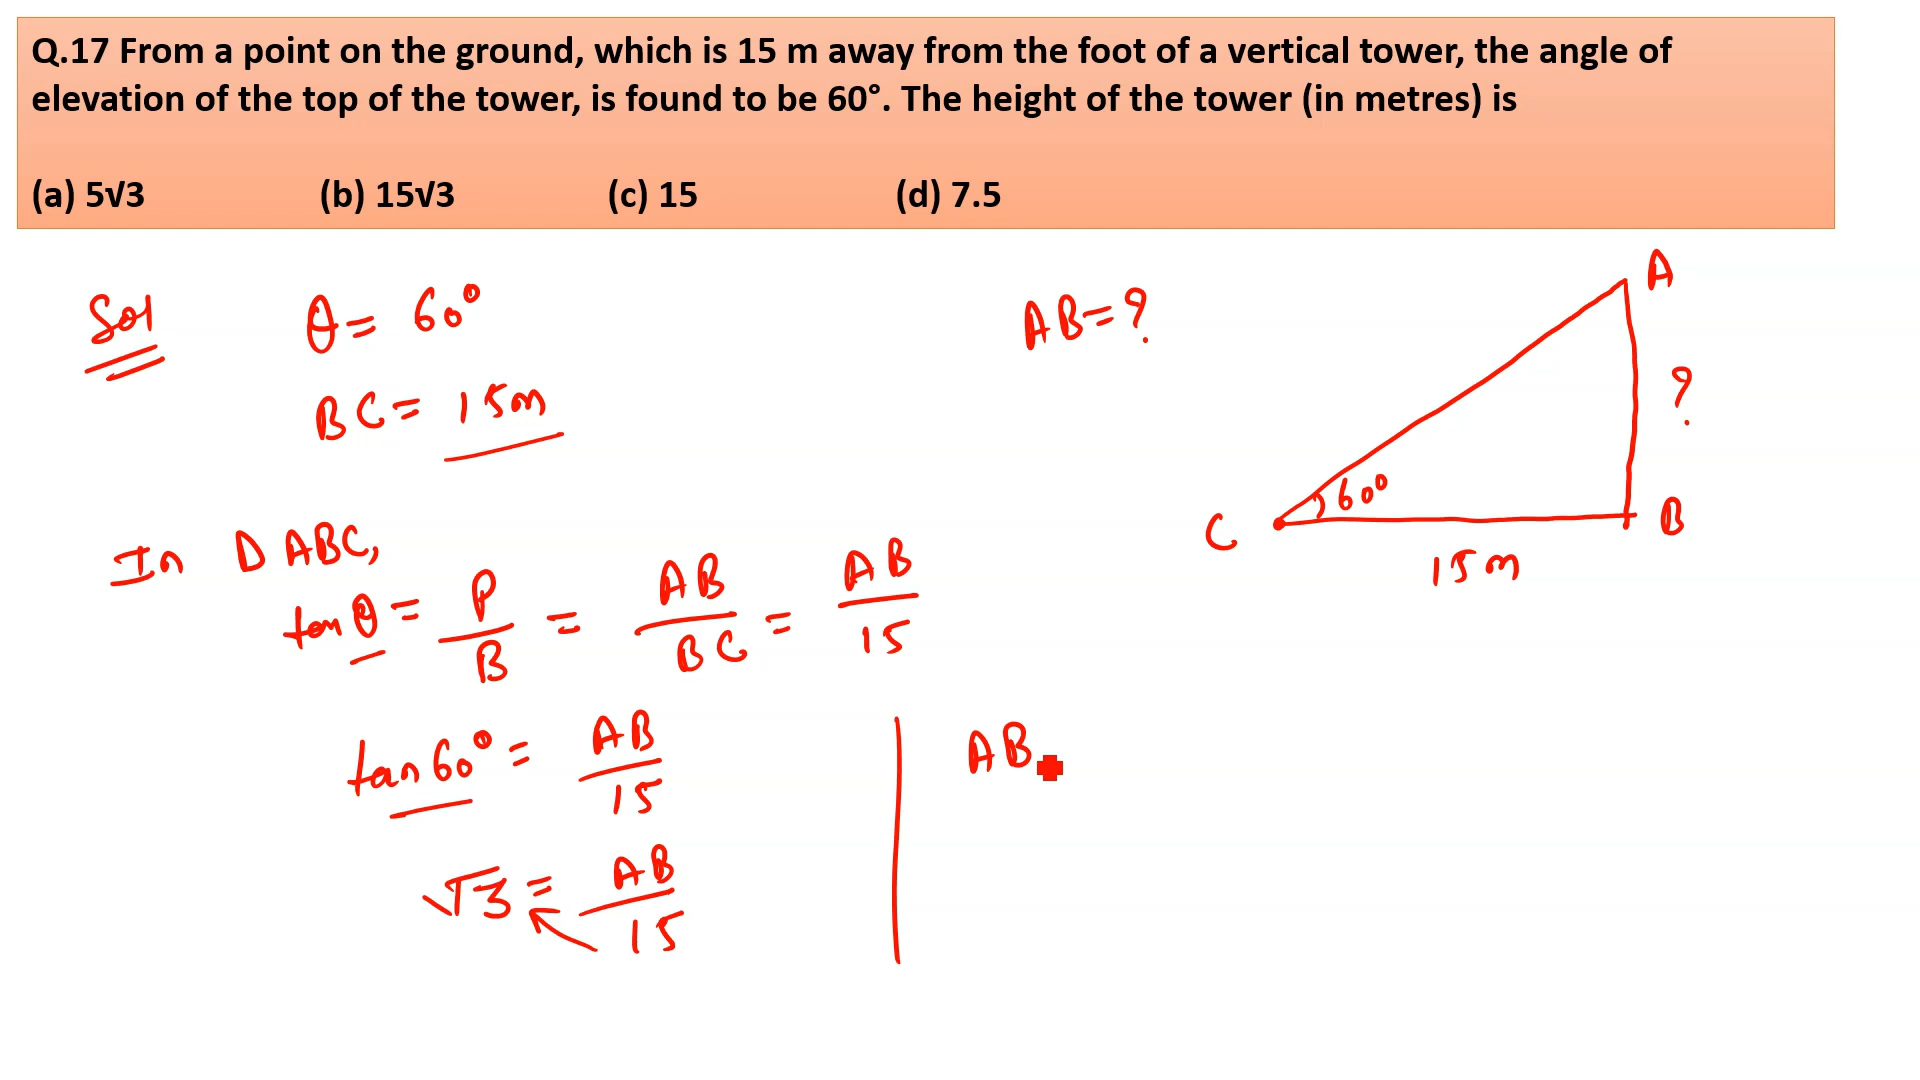 Q.17 From a point on the ground, which is 15 m away from the foot of a vertical tower, the angle of
elevation of the top of the tower, is found to be 60°. The height of the tower (in metres) is
(a) 5√3 (b) 15√3 (c) 15 (d) 7.5
Sol θ = 60° AB = ?
BC = 15m
A
?
60°
C B
15m
In Δ ABC,
tan θ = P/B = AB/BC = AB/15
tan 60° = AB/15
√3 = AB/15
AB